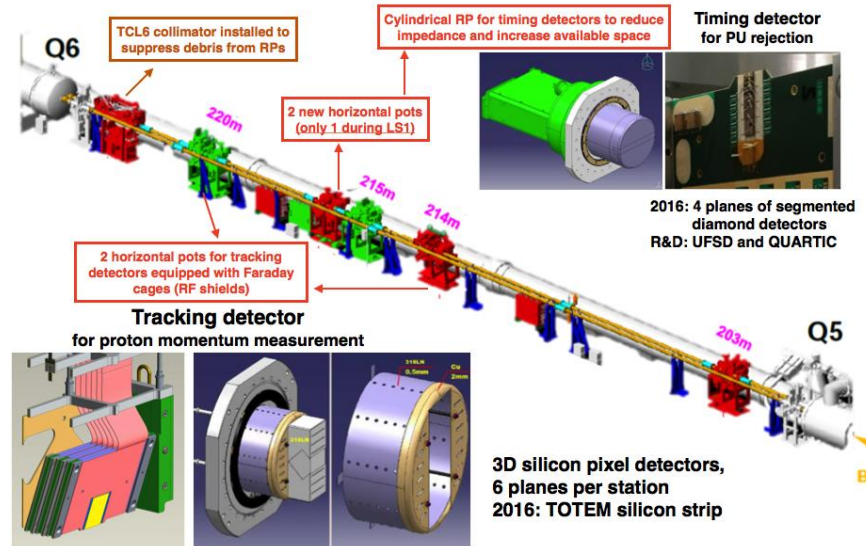 Q6
TCL6 collimator installed to
suppress debris from RPs
Cylindrical RP for timing detectors to reduce
impedance and increase available space
Timing detector
for PU rejection
220m
2 new horizontal pots
(only 1 during LS1)
215m
214m
2016: 4 planes of segmented
diamond detectors
R&D: UFSD and QUARTIC
2 horizontal pots for tracking
detectors equipped with Faraday
cages (RF shields)
Tracking detector
for proton momentum measurement
203m
Q5
316LN
0.5mm
Cu
2mm
316LN
3D silicon pixel detectors,
6 planes per station
2016: TOTEM silicon strip
B